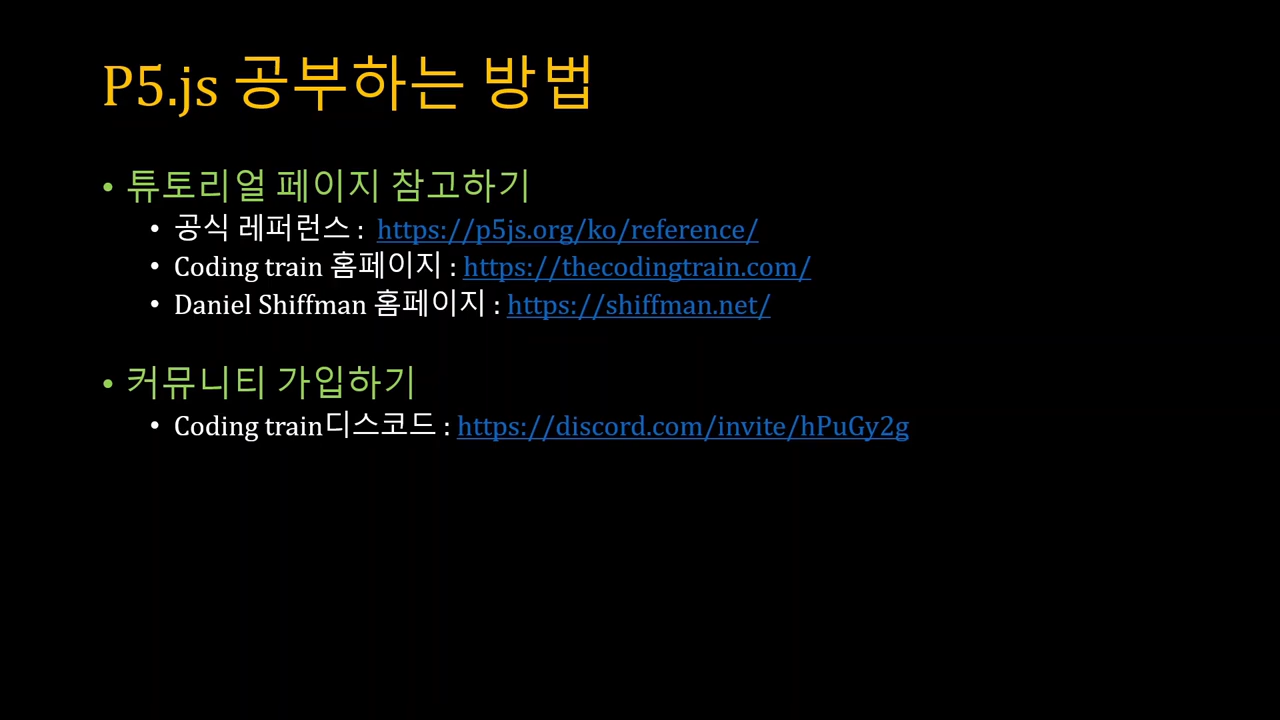 P5.js 공부하는 방법
• 튜토리얼 페이지 참고하기
• 공식 레퍼런스 : https://p5js.org/ko/reference/
• Coding train 홈페이지 : https://thecodingtrain.com/
• Daniel Shiffman 홈페이지 : https://shiffman.net/
• 커뮤니티 가입하기
• Coding train디스코드 : https://discord.com/invite/hPuGy2g